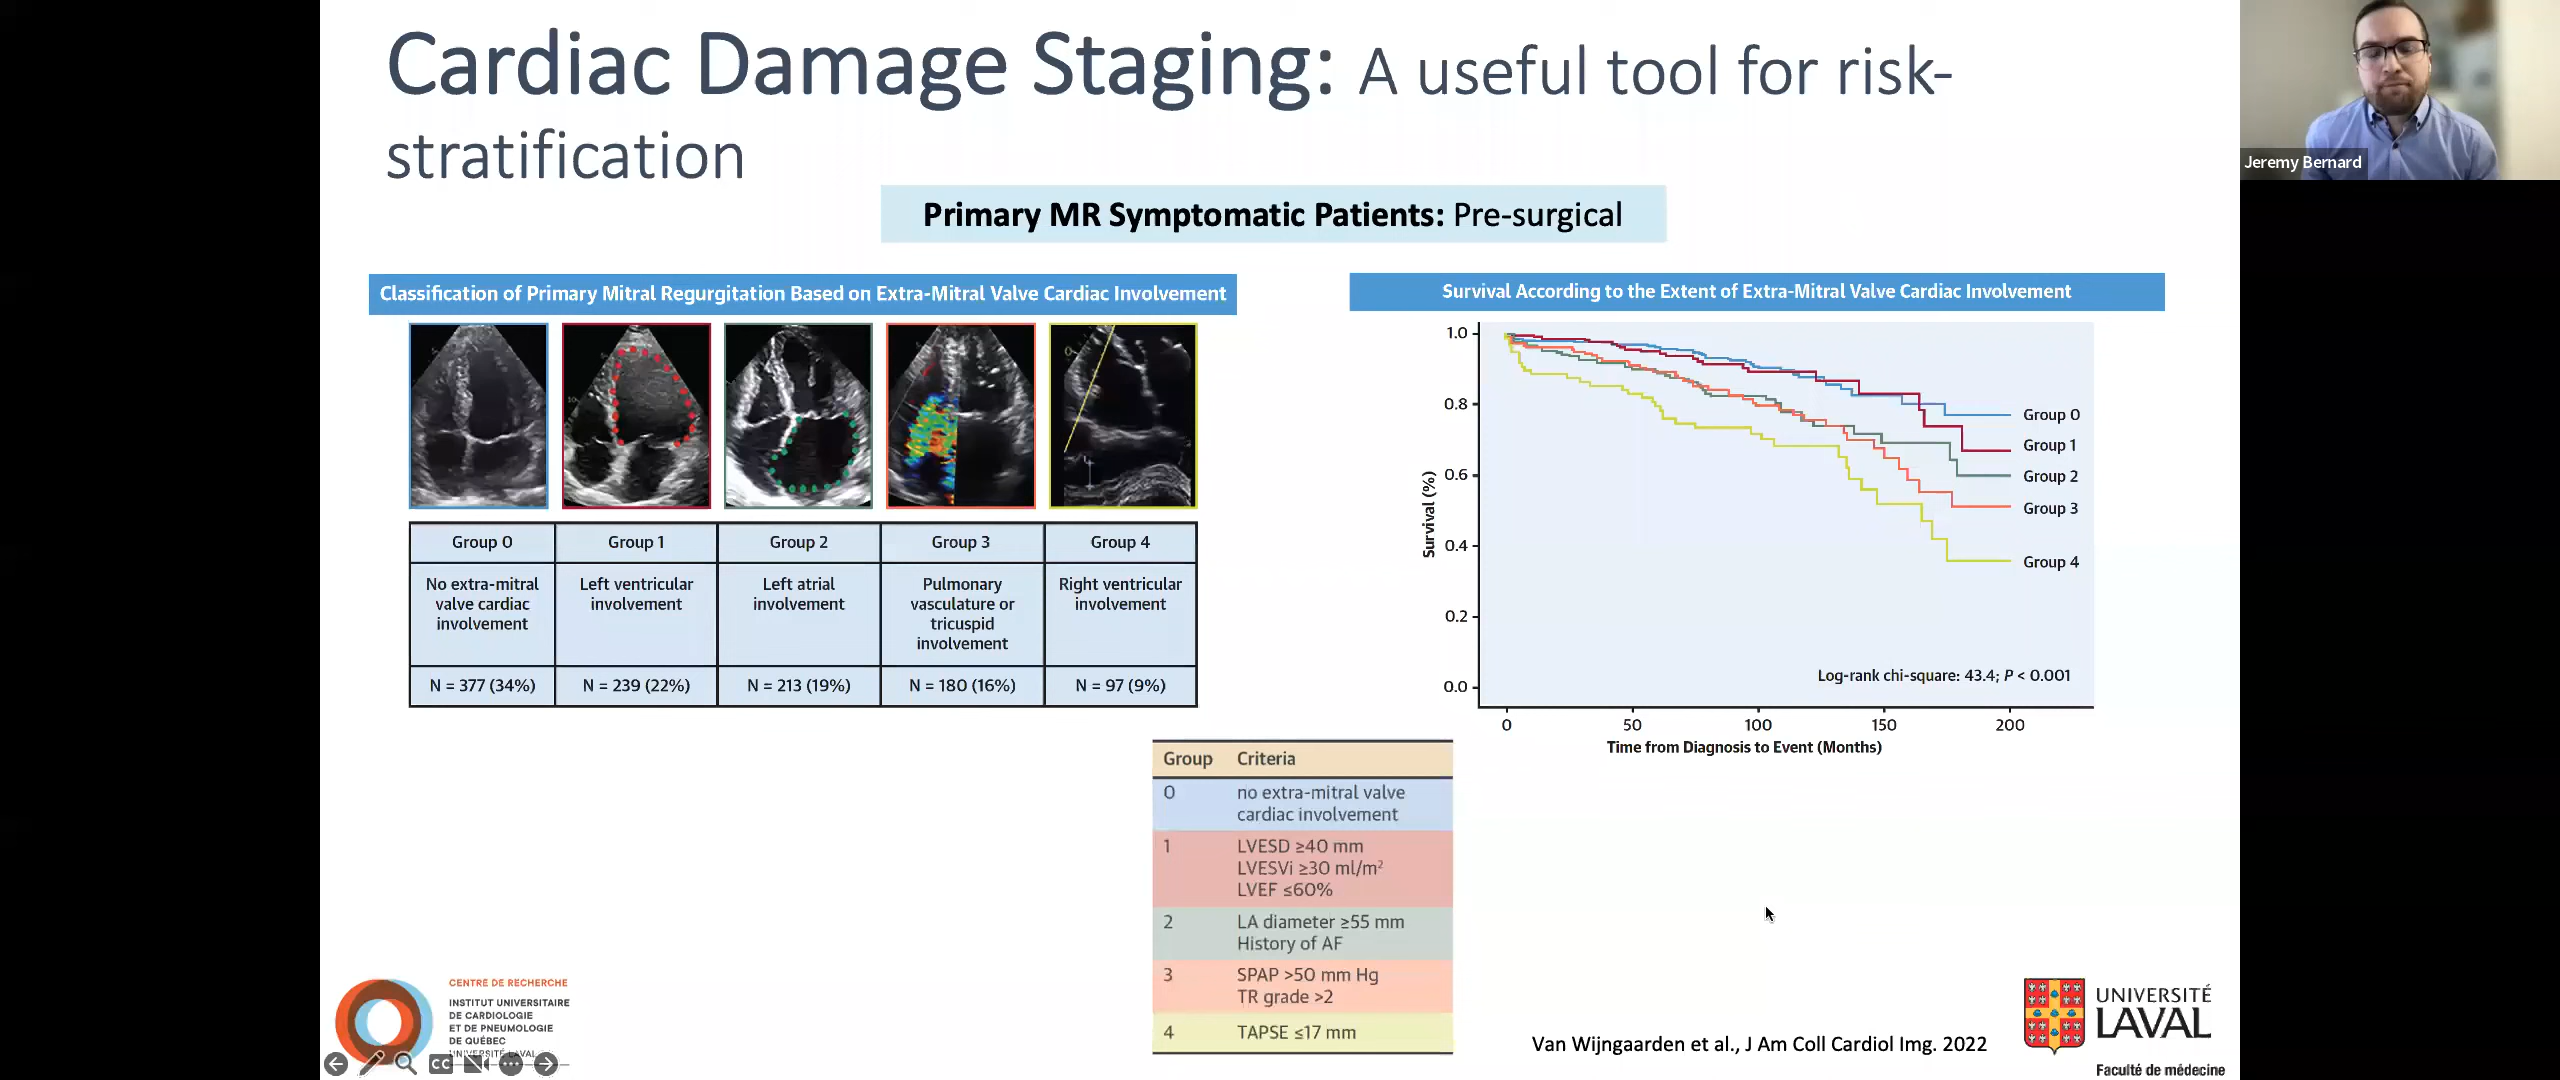 Cardiac Damage Staging: A useful tool for risk-
stratification
Jeremy Bernard
Primary MR Symptomatic Patients: Pre-surgical
Classification of Primary Mitral Regurgitation Based on Extra-Mitral Valve Cardiac Involvement
Group 0 Group 1 Group 2 Group 3 Group 4
No extra-mitral valve cardiac involvement
Left ventricular involvement
Left atrial involvement
Pulmonary vasculature or tricuspid involvement
Right ventricular involvement
N = 377 (34%) N = 239 (22%) N = 213 (19%) N = 180 (16%) N = 97 (9%)
Survival According to the Extent of Extra-Mitral Valve Cardiac Involvement
Survival (%)
1.0
0.8
0.6
0.4
0.2
0.0
Group 0
Group 1
Group 2
Group 3
Group 4
Log-rank chi-square: 43.4; P < 0.001
0 50 100 150 200
Time from Diagnosis to Event (Months)
Group Criteria
0 no extra-mitral valve
cardiac involvement
1 LVESD ≥40 mm
LVESVi ≥30 ml/m²
LVEF ≤60%
2 LA diameter ≥55 mm
History of AF
3 SPAP >50 mm Hg
TR grade >2
4 TAPSE ≤17 mm
CENTRE DE RECHERCHE
INSTITUT UNIVERSITAIRE
DE CARDIOLOGIE
ET DE PNEUMOLOGIE
DE QUÉBEC
UNIVERSITÉ LAVAL
CC
Van Wijngaarden et al., J Am Coll Cardiol Img. 2022
UNIVERSITÉ
LAVAL
Faculté de médecine